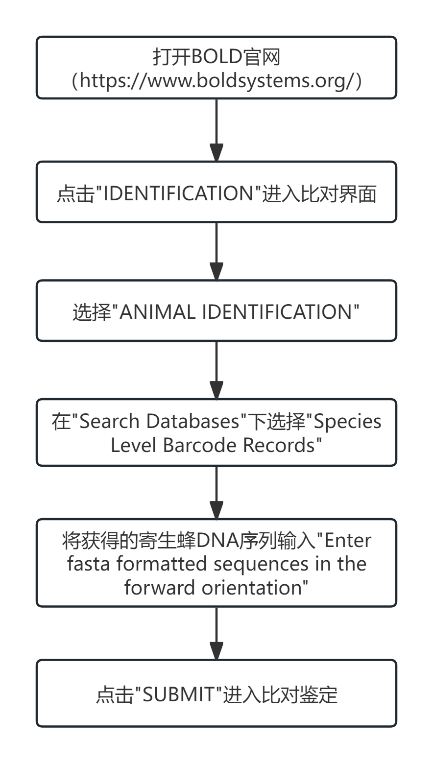 打开BOLD官网
（https://www.boldsystems.org/）
点击"IDENTIFICATION"进入比对界面
选择"ANIMAL IDENTIFICATION"
在"Search Databases"下选择"Species
Level Barcode Records"
将获得的寄生蜂DNA序列输入"Enter
fasta formatted sequences in the
forward orientation"
点击"SUBMIT"进入比对鉴定